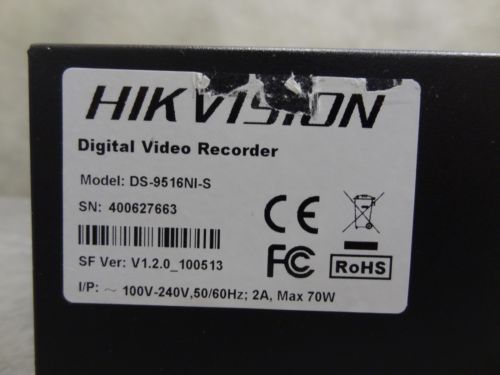 HIKVISION
Digital Video Recorder
Model: DS-9516NI-S
SN: 400627663
SF Ver: V1.2.0_100513
I/P: ~ 100V-240V,50/60Hz; 2A, Max 70W
CE
FC
RoHS